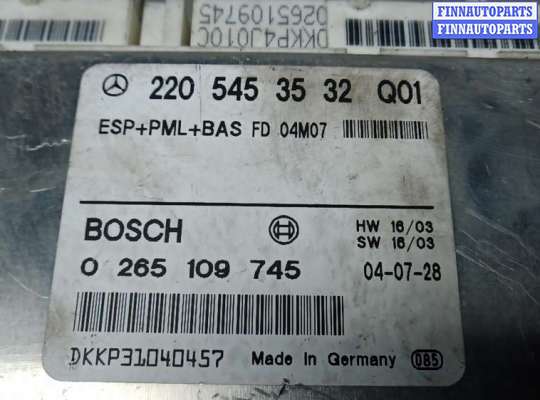 FINNAUTOPARTS
FINNAUTOPARTS
DKKP4J010C
0265109745
220 545 35 32 Q01
ESP+PML+BAS FD 04M07
BOSCH
HW 16/03
SW 16/03
0 265 109 745
04-07-28
DKKP31040457
Made in Germany
085